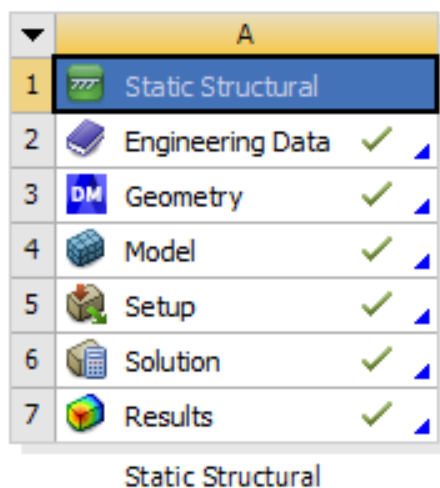 A
1 Static Structural
2 Engineering Data
3 DM Geometry
4 Model
5 Setup
6 Solution
7 Results
Static Structural